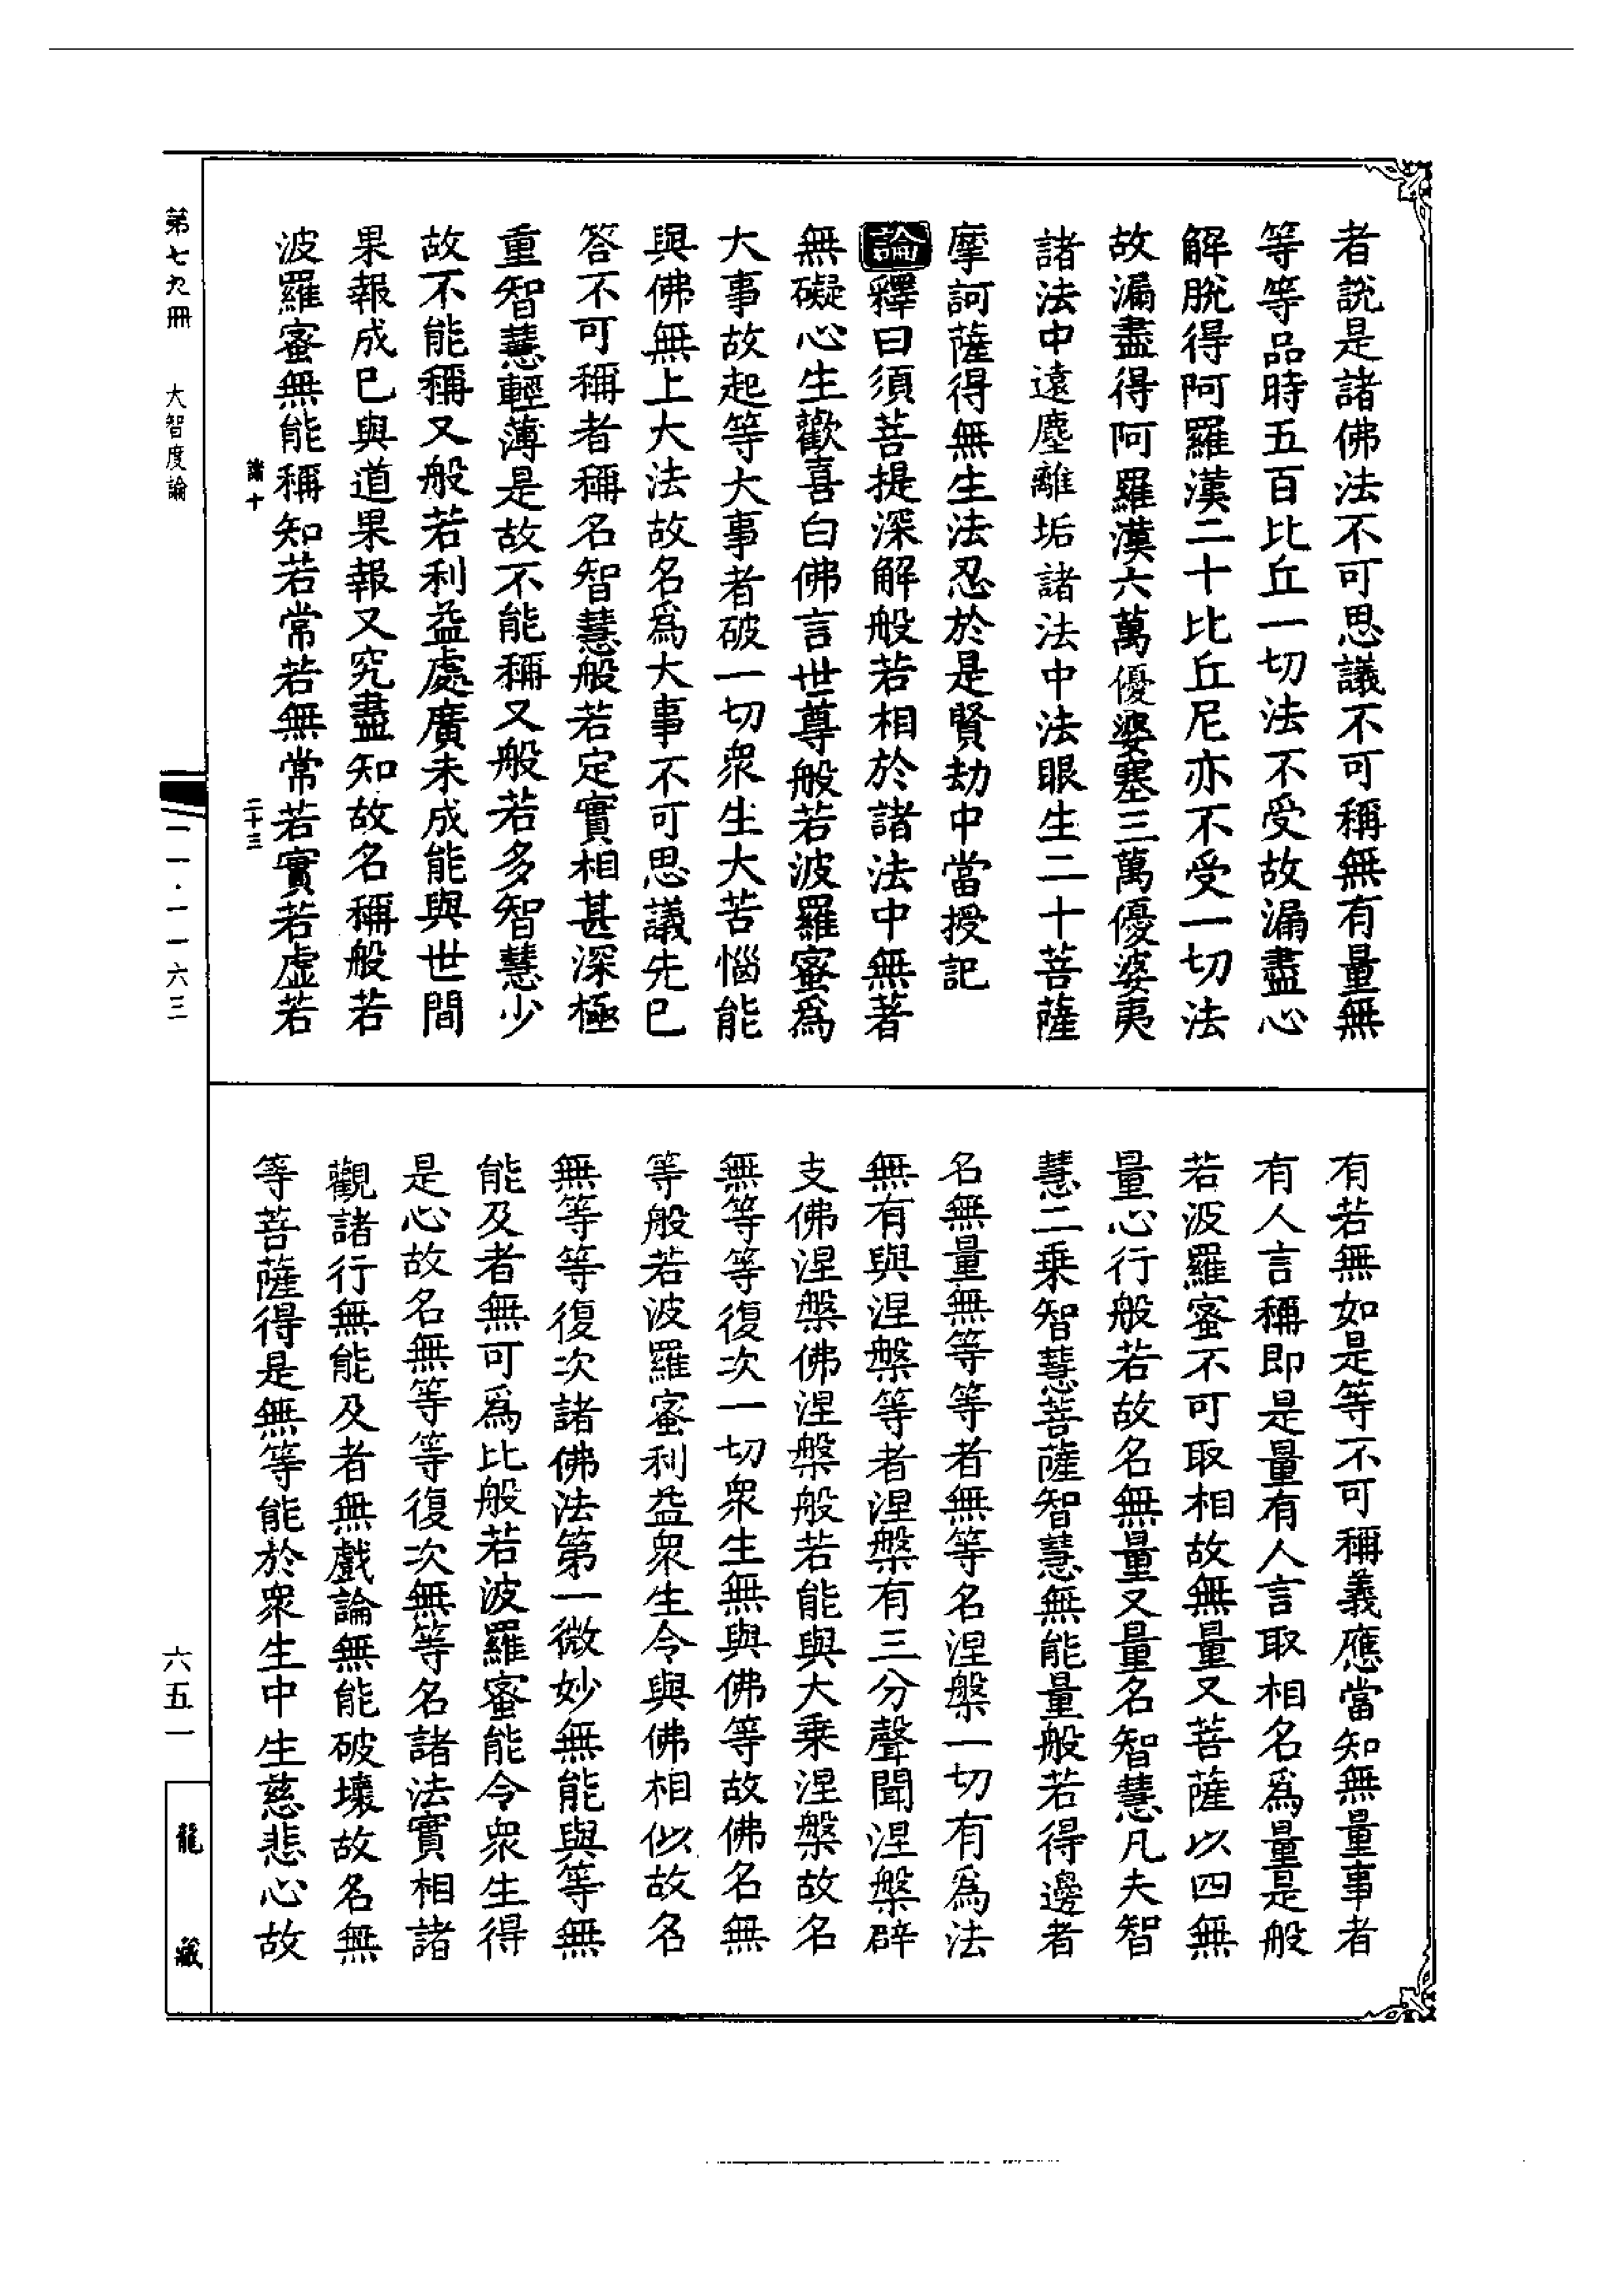 者說是諸佛法不可思議不可稱無有量無
等等品時五百比丘一切法不受故漏盡心
解脫得阿羅漢二十比丘尼亦不受一切法
故漏盡得阿羅漢六萬優婆塞三萬優婆夷
諸法中遠塵離垢諸法中法眼生二十菩薩
摩訶薩得無生法忍於是賢劫中當授記
論釋曰須菩提深解般若相於諸法中無著
無礙心生歡喜白佛言世尊般若波羅蜜為
大事故起等大事者破一切眾生大苦惱能
與佛無上大法故名為大事不可思議先已
答不可稱者稱名智慧般若定實相甚深極
重智慧輕薄是故不能稱又般若多智慧少
故不能稱又般若利益處廣未成能與世間
果報成已與道果報又究盡知故名稱般若
波羅蜜無能稱知若常若無常若實若虛若
有若無如是等不可稱義應當知無量事者
有人言稱即是量有人言取相名為量是般
若波羅蜜不可取相故無量又菩薩以四無
量心行般若故名無量又量名智慧凡夫智
慧二乘智慧菩薩智慧無能量般若得邊者
名無量無等等者無等名涅槃一切有為法
無有與涅槃等者涅槃有三分聲聞涅槃辟
支佛涅槃佛涅槃般若能與大乘涅槃故名
無等等復次一切眾生無與佛等故佛名無
等般若波羅蜜利益眾生令與佛相似故名
無等等復次諸佛法第一微妙無能與等無
能及者無可為比般若波羅蜜能令眾生得
是心故名無等等復次無等名諸法實相諸
觀諸行無能及者無戲論無能破壞故名無
等菩薩得是無等能於眾生中生慈悲心故
第七九冊 大智度論
一一·一一六三
六五一
龍藏
諭十 二十三